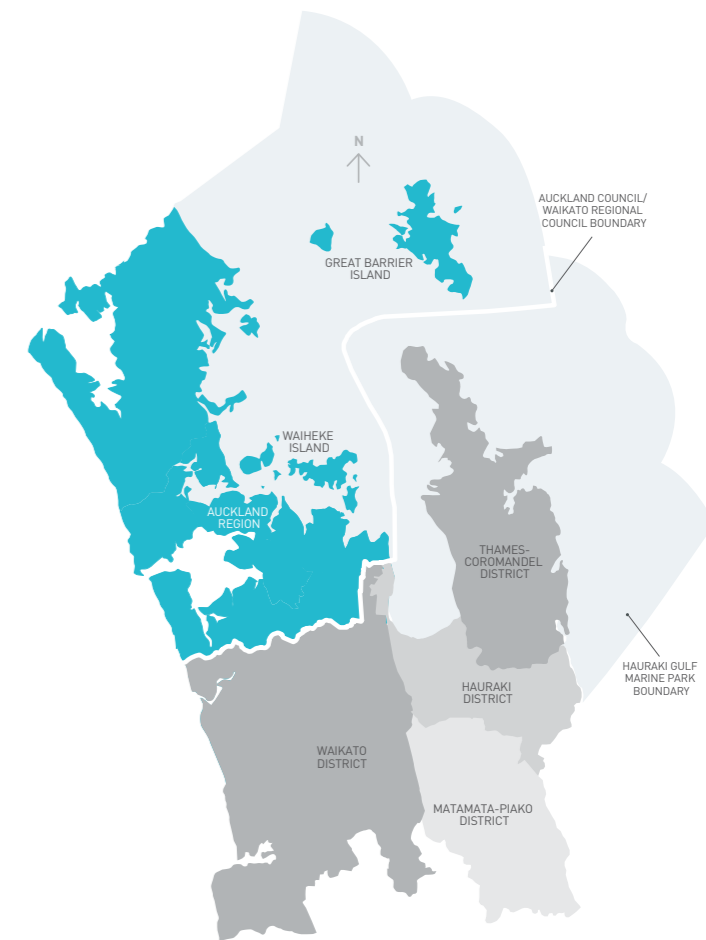 N
AUCKLAND COUNCIL/
WAIKATO REGIONAL
COUNCIL BOUNDARY
GREAT BARRIER
ISLAND
WAIHEKE
ISLAND
AUCKLAND
REGION
THAMES-
COROMANDEL
DISTRICT
HAURAKI GULF
MARINE PARK
BOUNDARY
HAURAKI
DISTRICT
WAIKATO
DISTRICT
MATAMATA-PIAKO
DISTRICT